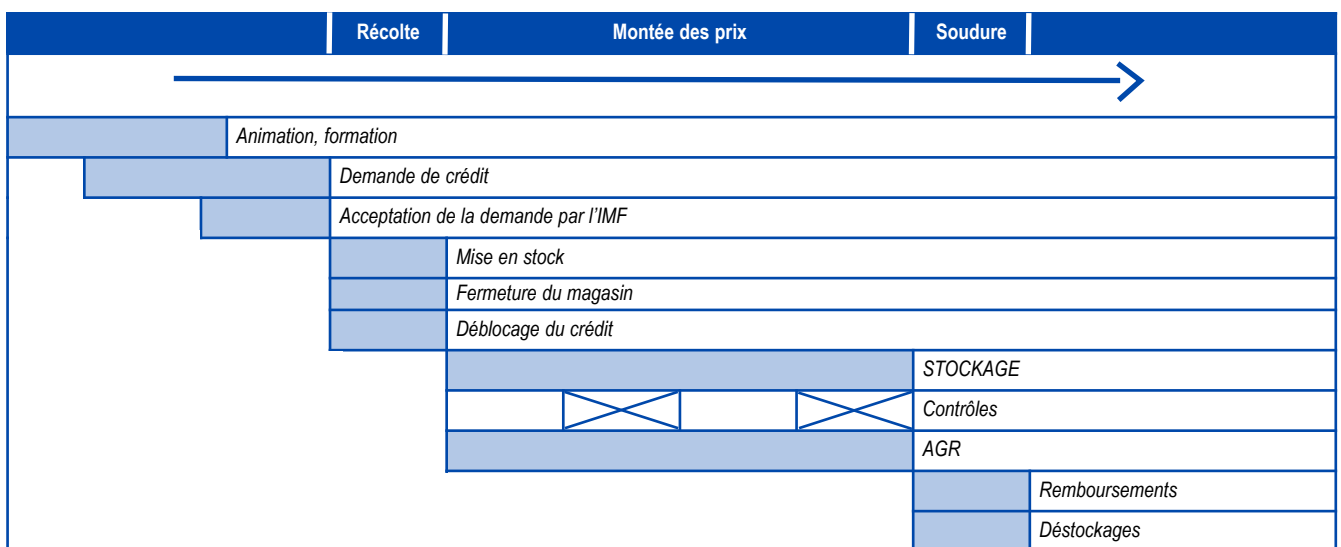 Récolte
Montée des prix
Soudure
Animation, formation
Demande de crédit
Acceptation de la demande par l'IMF
Mise en stock
Fermeture du magasin
Déblocage du crédit
STOCKAGE
Contrôles
AGR
Remboursements
Déstockages